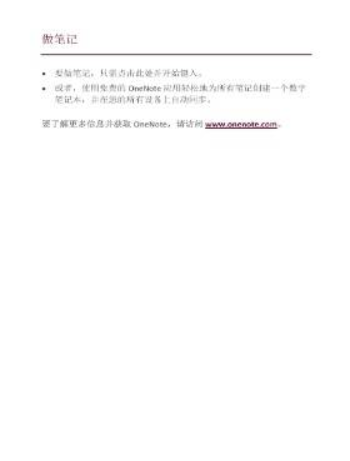 做笔记
• 要做笔记，只需点击此处并开始键入。
• 或者，使用免费的 OneNote 应用轻松地为所有笔记创建一个数字
笔记本，并在您的所有设备上自动同步。
要了解更多信息并获取 OneNote，请访问 www.onenote.com。